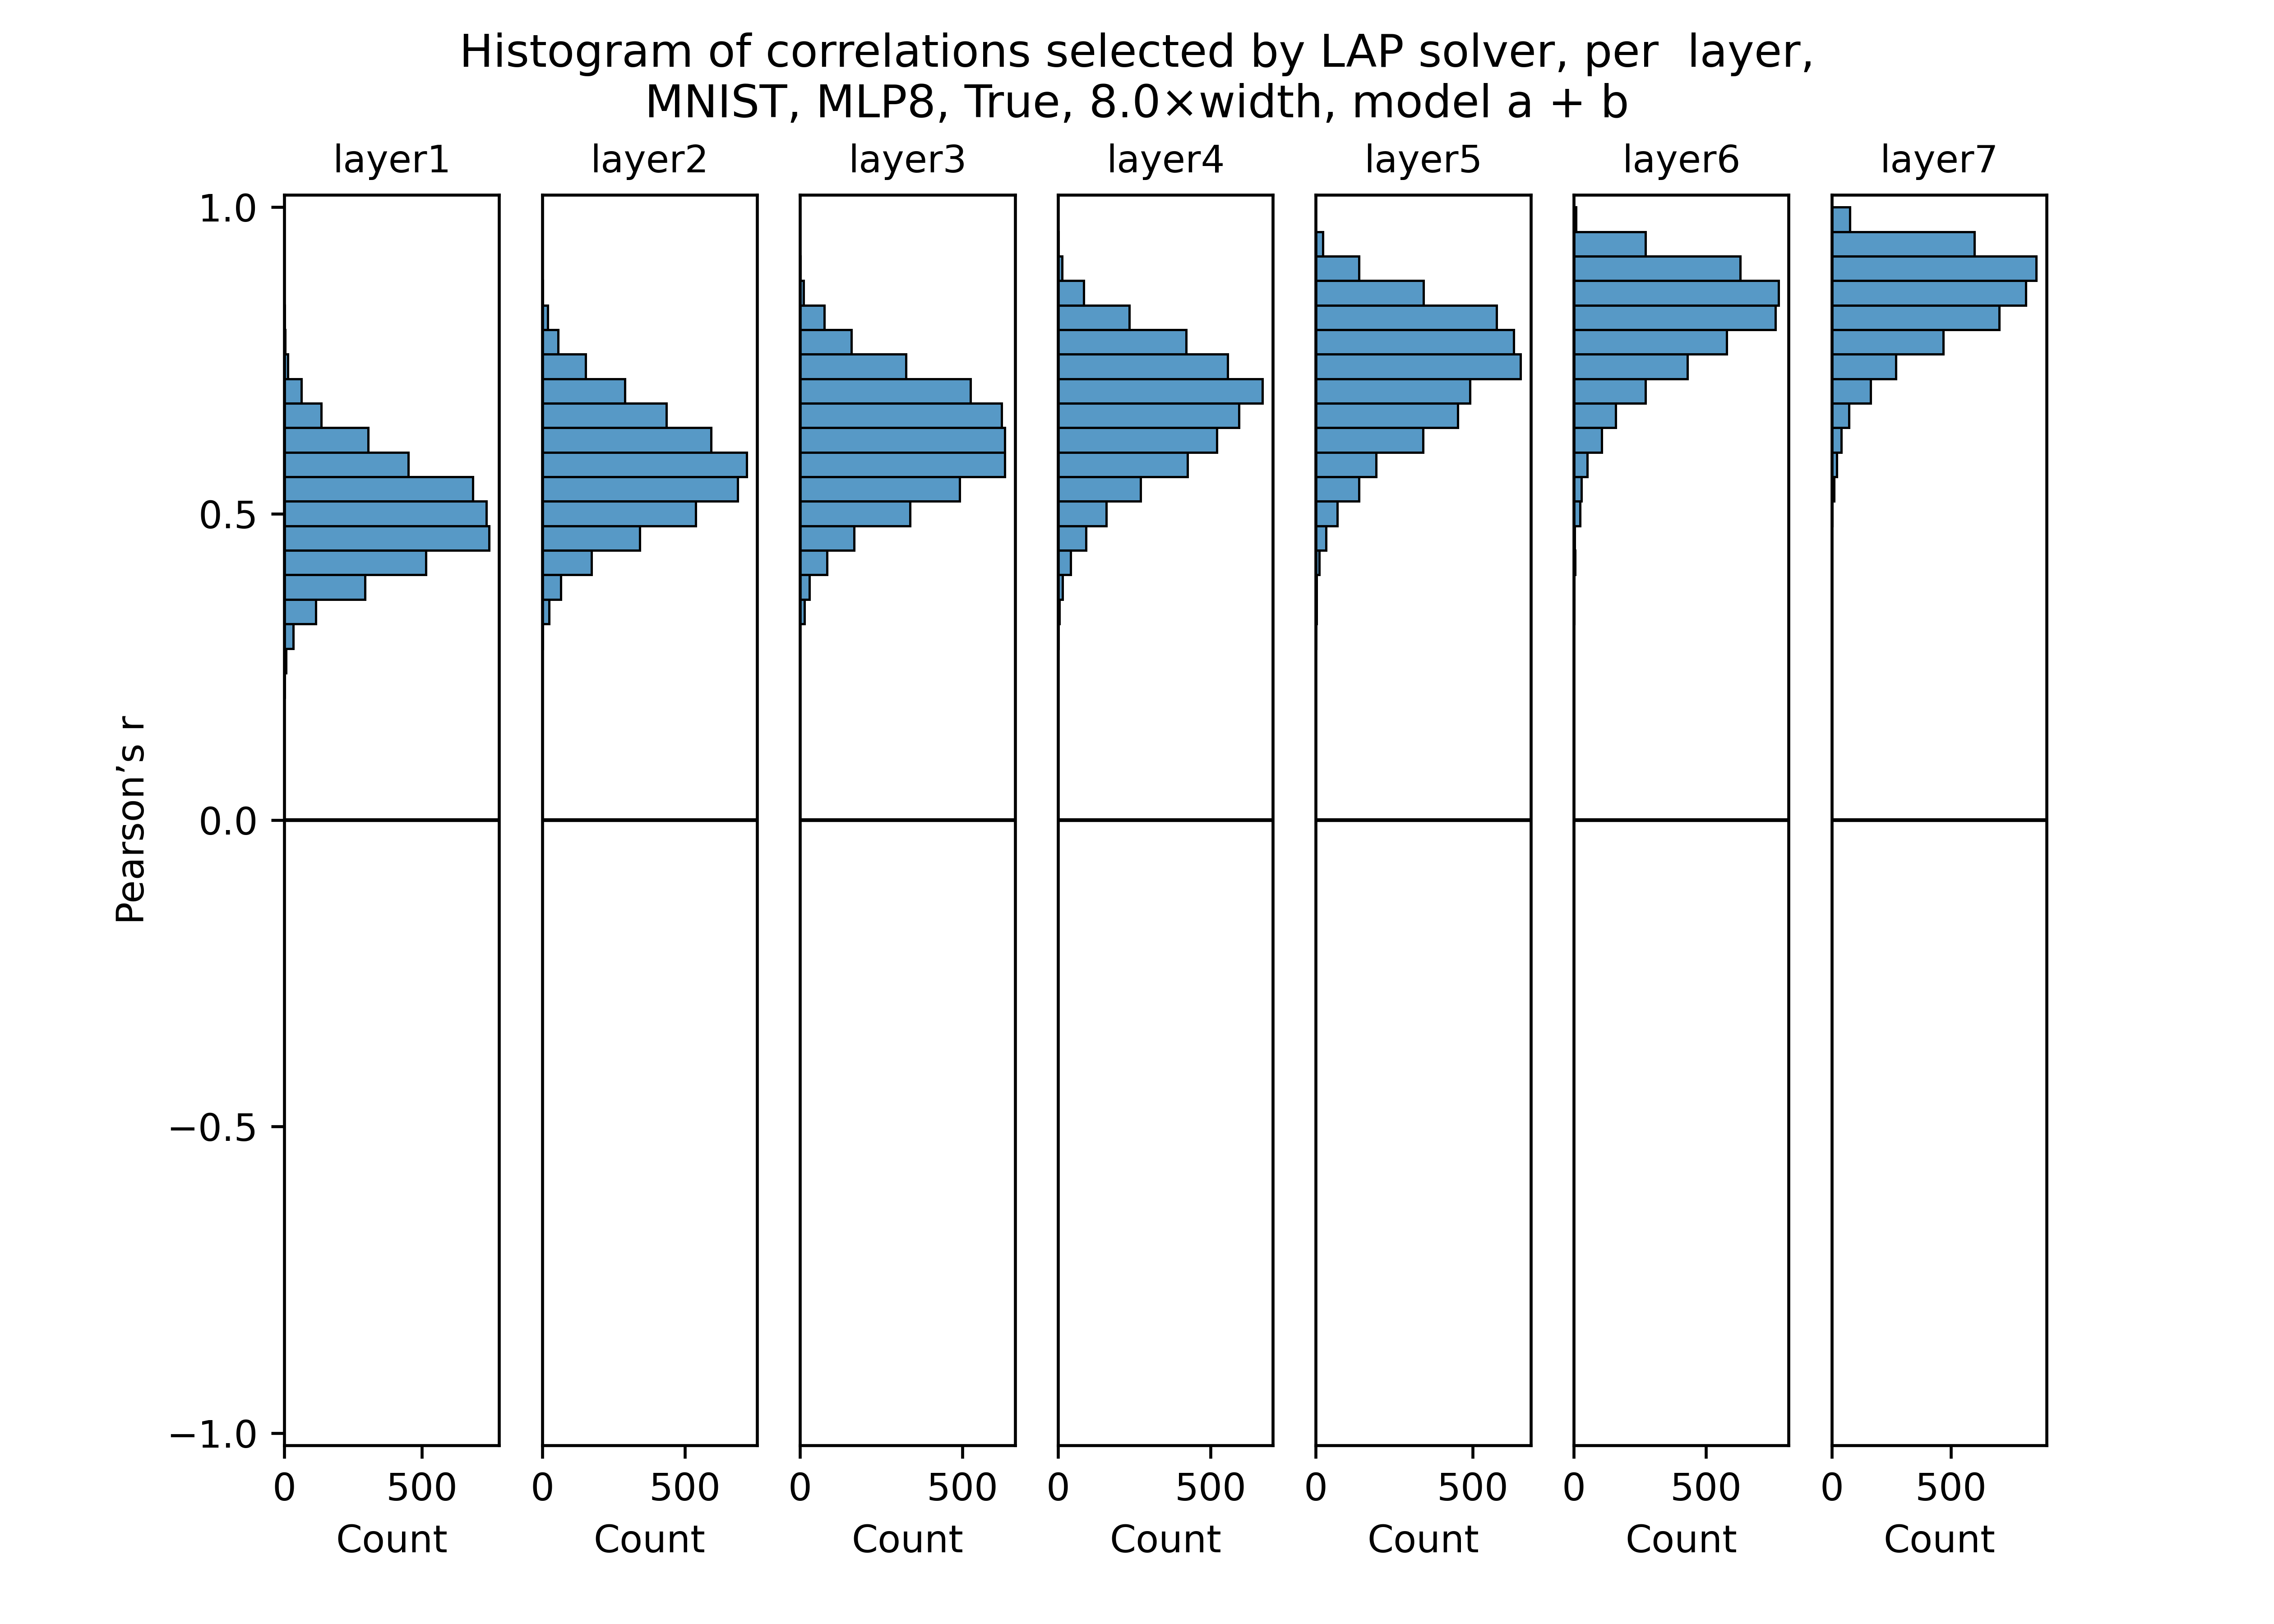 Histogram of correlations selected by LAP solver, per  layer,
MNIST, MLP8, True, 8.0×width, model a + b
layer1 layer2 layer3 layer4 layer5 layer6 layer7
1.0
0.5
0.0
−0.5
−1.0
Pearson’s r
0 500 0 500 0 500 0 500 0 500 0 500 0 500
Count Count Count Count Count Count Count